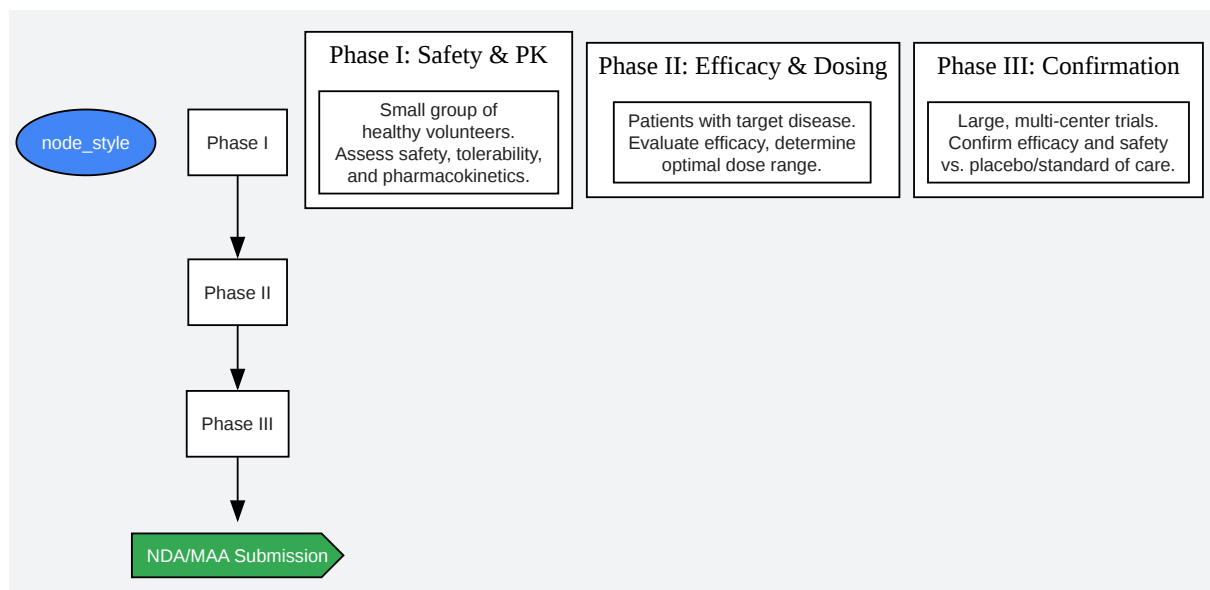 node_style
Phase I
Phase I: Safety & PK
Small group of
healthy volunteers.
Assess safety, tolerability,
and pharmacokinetics.
Phase II: Efficacy & Dosing
Patients with target disease.
Evaluate efficacy, determine
optimal dose range.
Phase III: Confirmation
Large, multi-center trials.
Confirm efficacy and safety
vs. placebo/standard of care.
Phase II
Phase III
NDA/MAA Submission